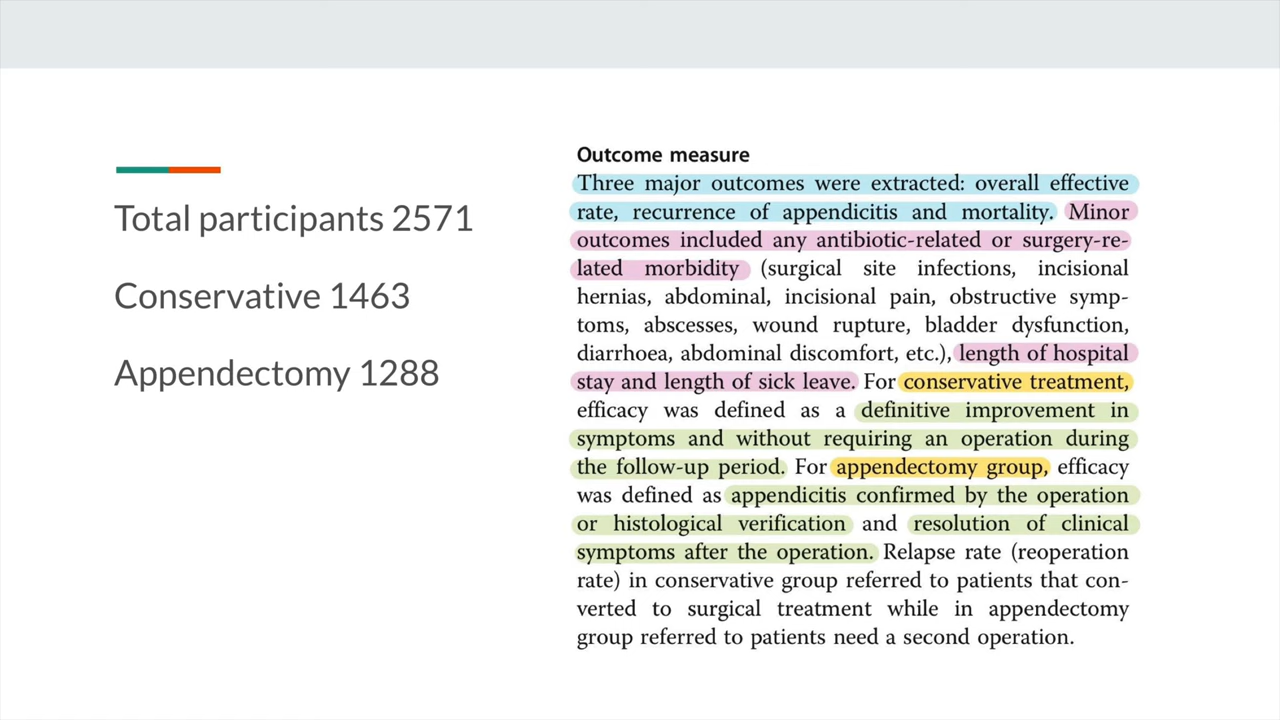 Total participants 2571
Conservative 1463
Appendectomy 1288
Outcome measure
Three major outcomes were extracted: overall effective
rate, recurrence of appendicitis and mortality. Minor
outcomes included any antibiotic-related or surgery-re-
lated morbidity (surgical site infections, incisional
hernias, abdominal, incisional pain, obstructive symp-
toms, abscesses, wound rupture, bladder dysfunction,
diarrhoea, abdominal discomfort, etc.), length of hospital
stay and length of sick leave. For conservative treatment,
efficacy was defined as a definitive improvement in
symptoms and without requiring an operation during
the follow-up period. For appendectomy group, efficacy
was defined as appendicitis confirmed by the operation
or histological verification and resolution of clinical
symptoms after the operation. Relapse rate (reoperation
rate) in conservative group referred to patients that con-
verted to surgical treatment while in appendectomy
group referred to patients need a second operation.